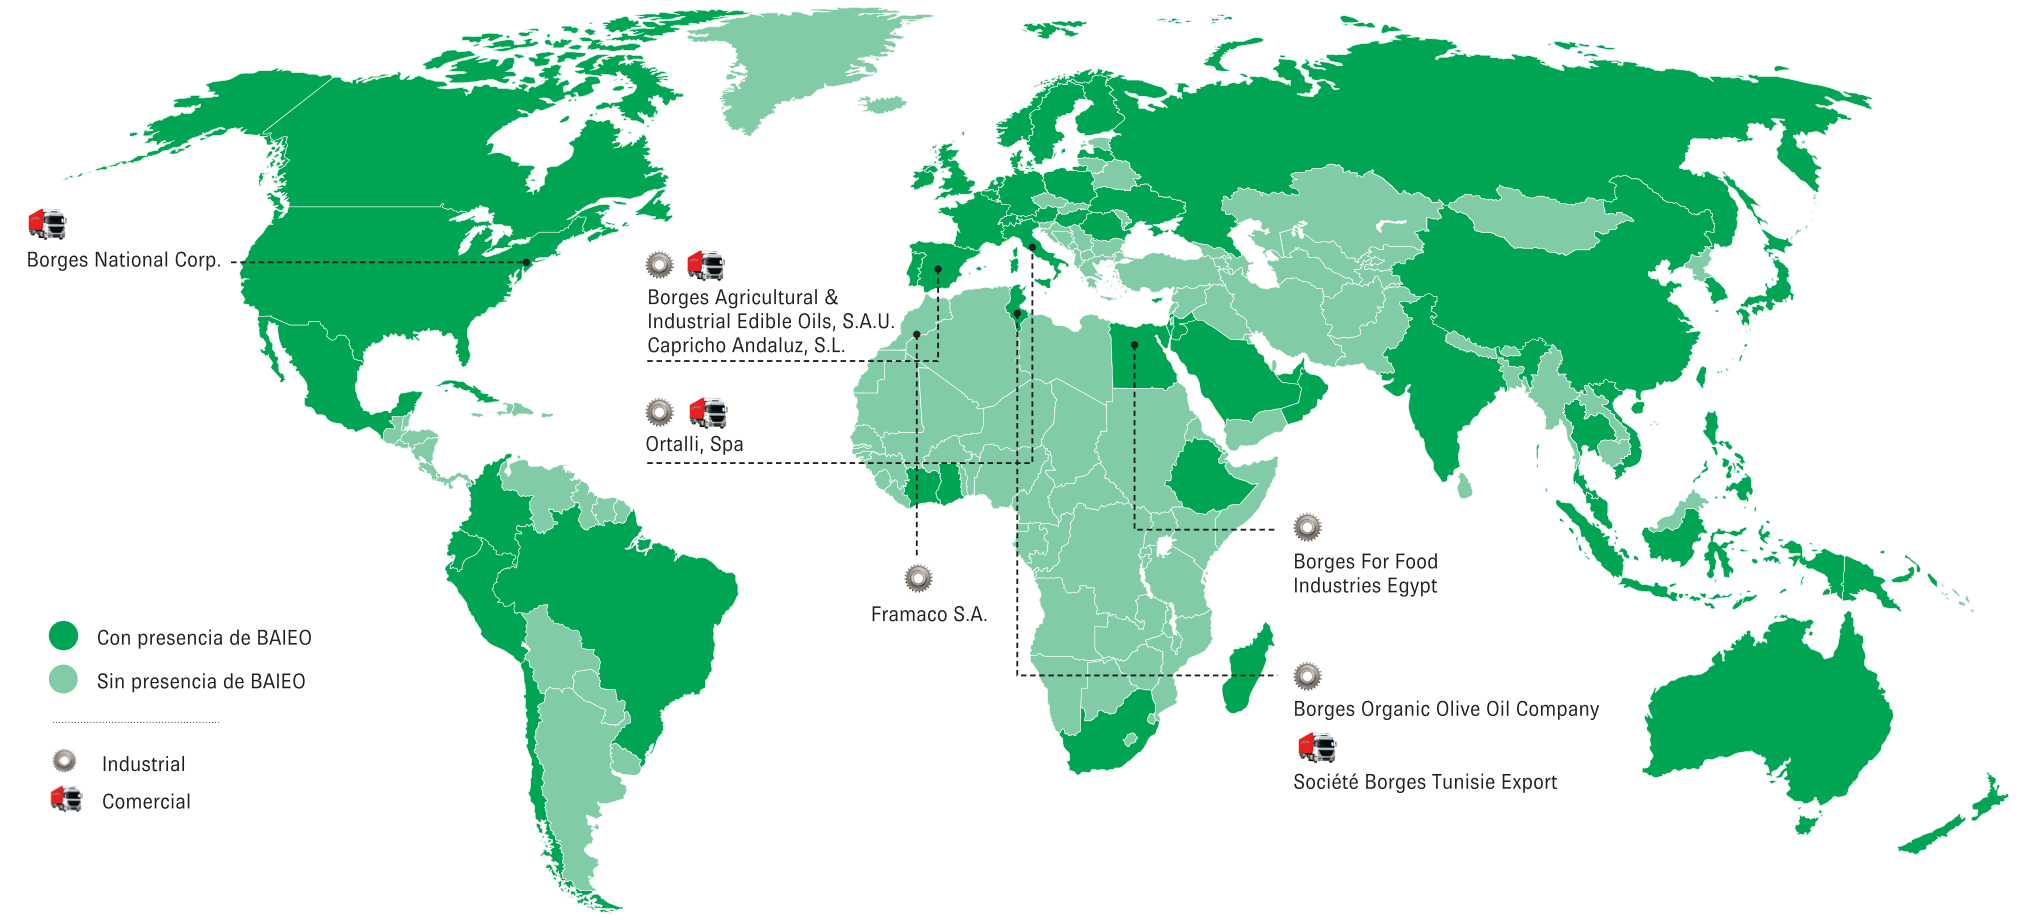 Borges National Corp.
Borges Agricultural &
Industrial Edible Oils, S.A.U.
Capricho Andaluz, S.L.
Ortalli, Spa
Framaco S.A.
Borges For Food
Industries Egypt
Borges Organic Olive Oil Company
Société Borges Tunisie Export
Con presencia de BAIEO
Sin presencia de BAIEO
Industrial
Comercial